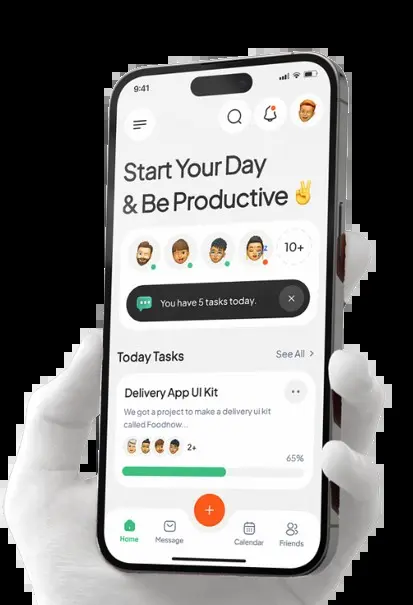 9:41
Start Your Day
& Be Productive ✌️
10+
You have 5 tasks today.
Today Tasks
See All >
Delivery App UI Kit
We got a project to make a delivery ui kit
called Foodnow...
2+
65%
Home
Message
Calendar
Friends